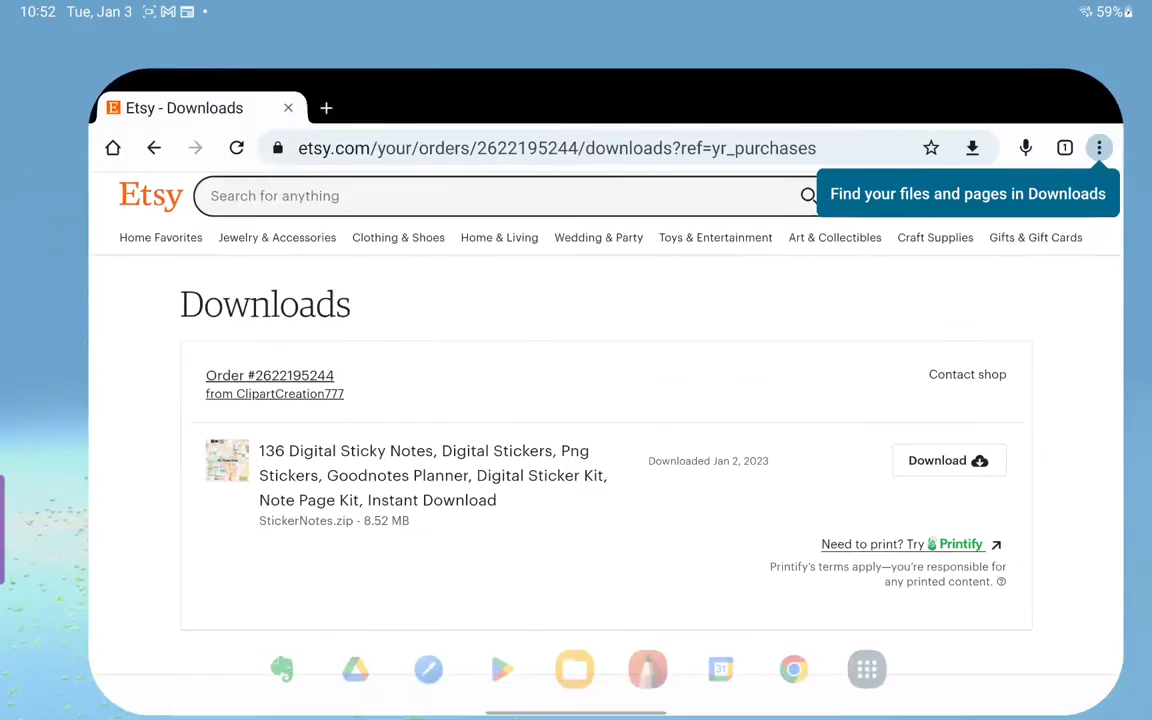 10:52 Tue, Jan 3
59%
Etsy - Downloads
etsy.com/your/orders/2622195244/downloads?ref=yr_purchases
1
Etsy
Search for anything
Find your files and pages in Downloads
Home Favorites Jewelry & Accessories Clothing & Shoes Home & Living Wedding & Party Toys & Entertainment Art & Collectibles Craft Supplies Gifts & Gift Cards
Downloads
Order #2622195244
from ClipartCreation777
Contact shop
136 Digital Sticky Notes, Digital Stickers, Png
Stickers, Goodnotes Planner, Digital Sticker Kit,
Note Page Kit, Instant Download
StickerNotes.zip - 8.52 MB
Downloaded Jan 2, 2023
Download
Need to print? Try Printify
Printify's terms apply—you're responsible for
any printed content.
31